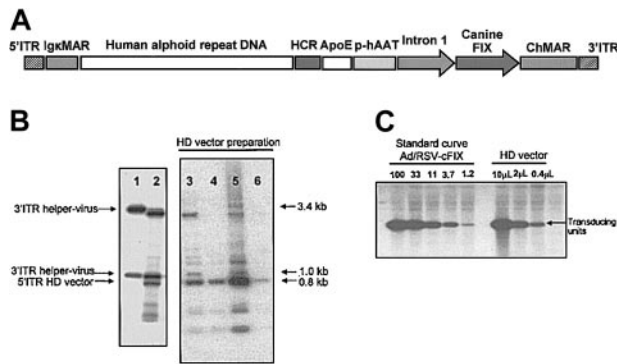 A
5'ITR IgκMAR Human alphoid repeat DNA HCR ApoE p-hAAT Intron 1 Canine FIX ChMAR 3'ITR
B
HD vector preparation
1 2 3 4 5 6
3'ITR helper-virus
3'ITR helper-virus
5'ITR HD vector
3.4 kb
1.0 kb
0.8 kb
C
Standard curve
Ad/RSV-cFIX
HD vector
100 33 11 3.7 1.2 10µL 2µL 0.4µL
Transducing
units